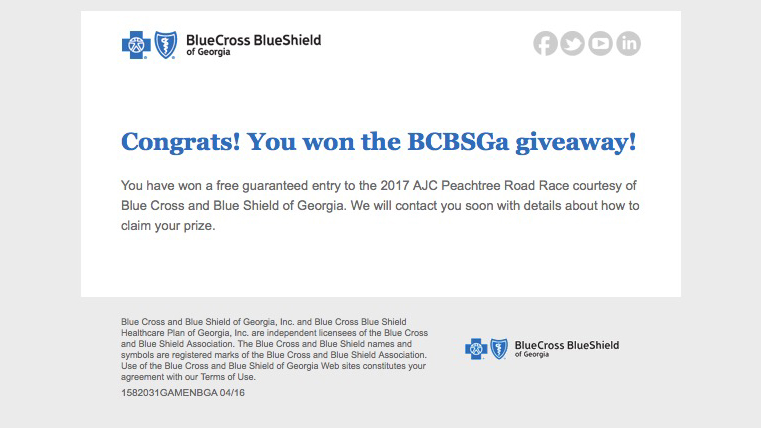 BlueCross BlueShield
of Georgia
Congrats! You won the BCBSGa giveaway!
You have won a free guaranteed entry to the 2017 AJC Peachtree Road Race courtesy of
Blue Cross and Blue Shield of Georgia. We will contact you soon with details about how to
claim your prize.
Blue Cross and Blue Shield of Georgia, Inc. and Blue Cross Blue Shield
Healthcare Plan of Georgia, Inc. are independent licensees of the Blue Cross
and Blue Shield Association. The Blue Cross and Blue Shield names and
symbols are registered marks of the Blue Cross and Blue Shield Association.
Use of the Blue Cross and Blue Shield of Georgia Web sites constitutes your
agreement with our Terms of Use.
1582031GAMENBGA 04/16
BlueCross BlueShield
of Georgia